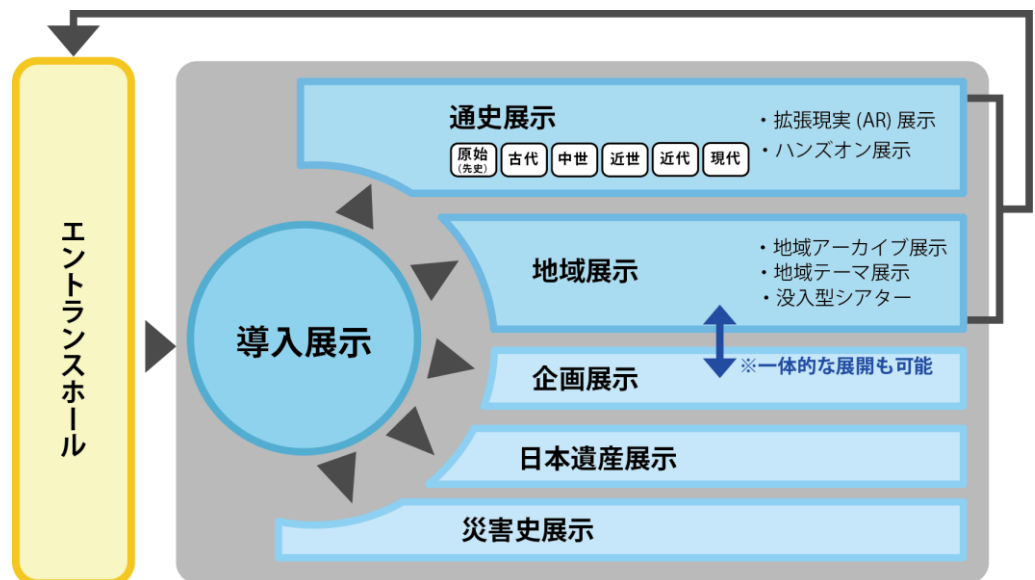 エントランスホール
導入展示
通史展示
原始
(先史)
古代
中世
近世
近代
現代
・拡張現実 (AR) 展示
・ハンズオン展示
地域展示
・地域アーカイブ展示
・地域テーマ展示
・没入型シアター
※一体的な展開も可能
企画展示
日本遺産展示
災害史展示